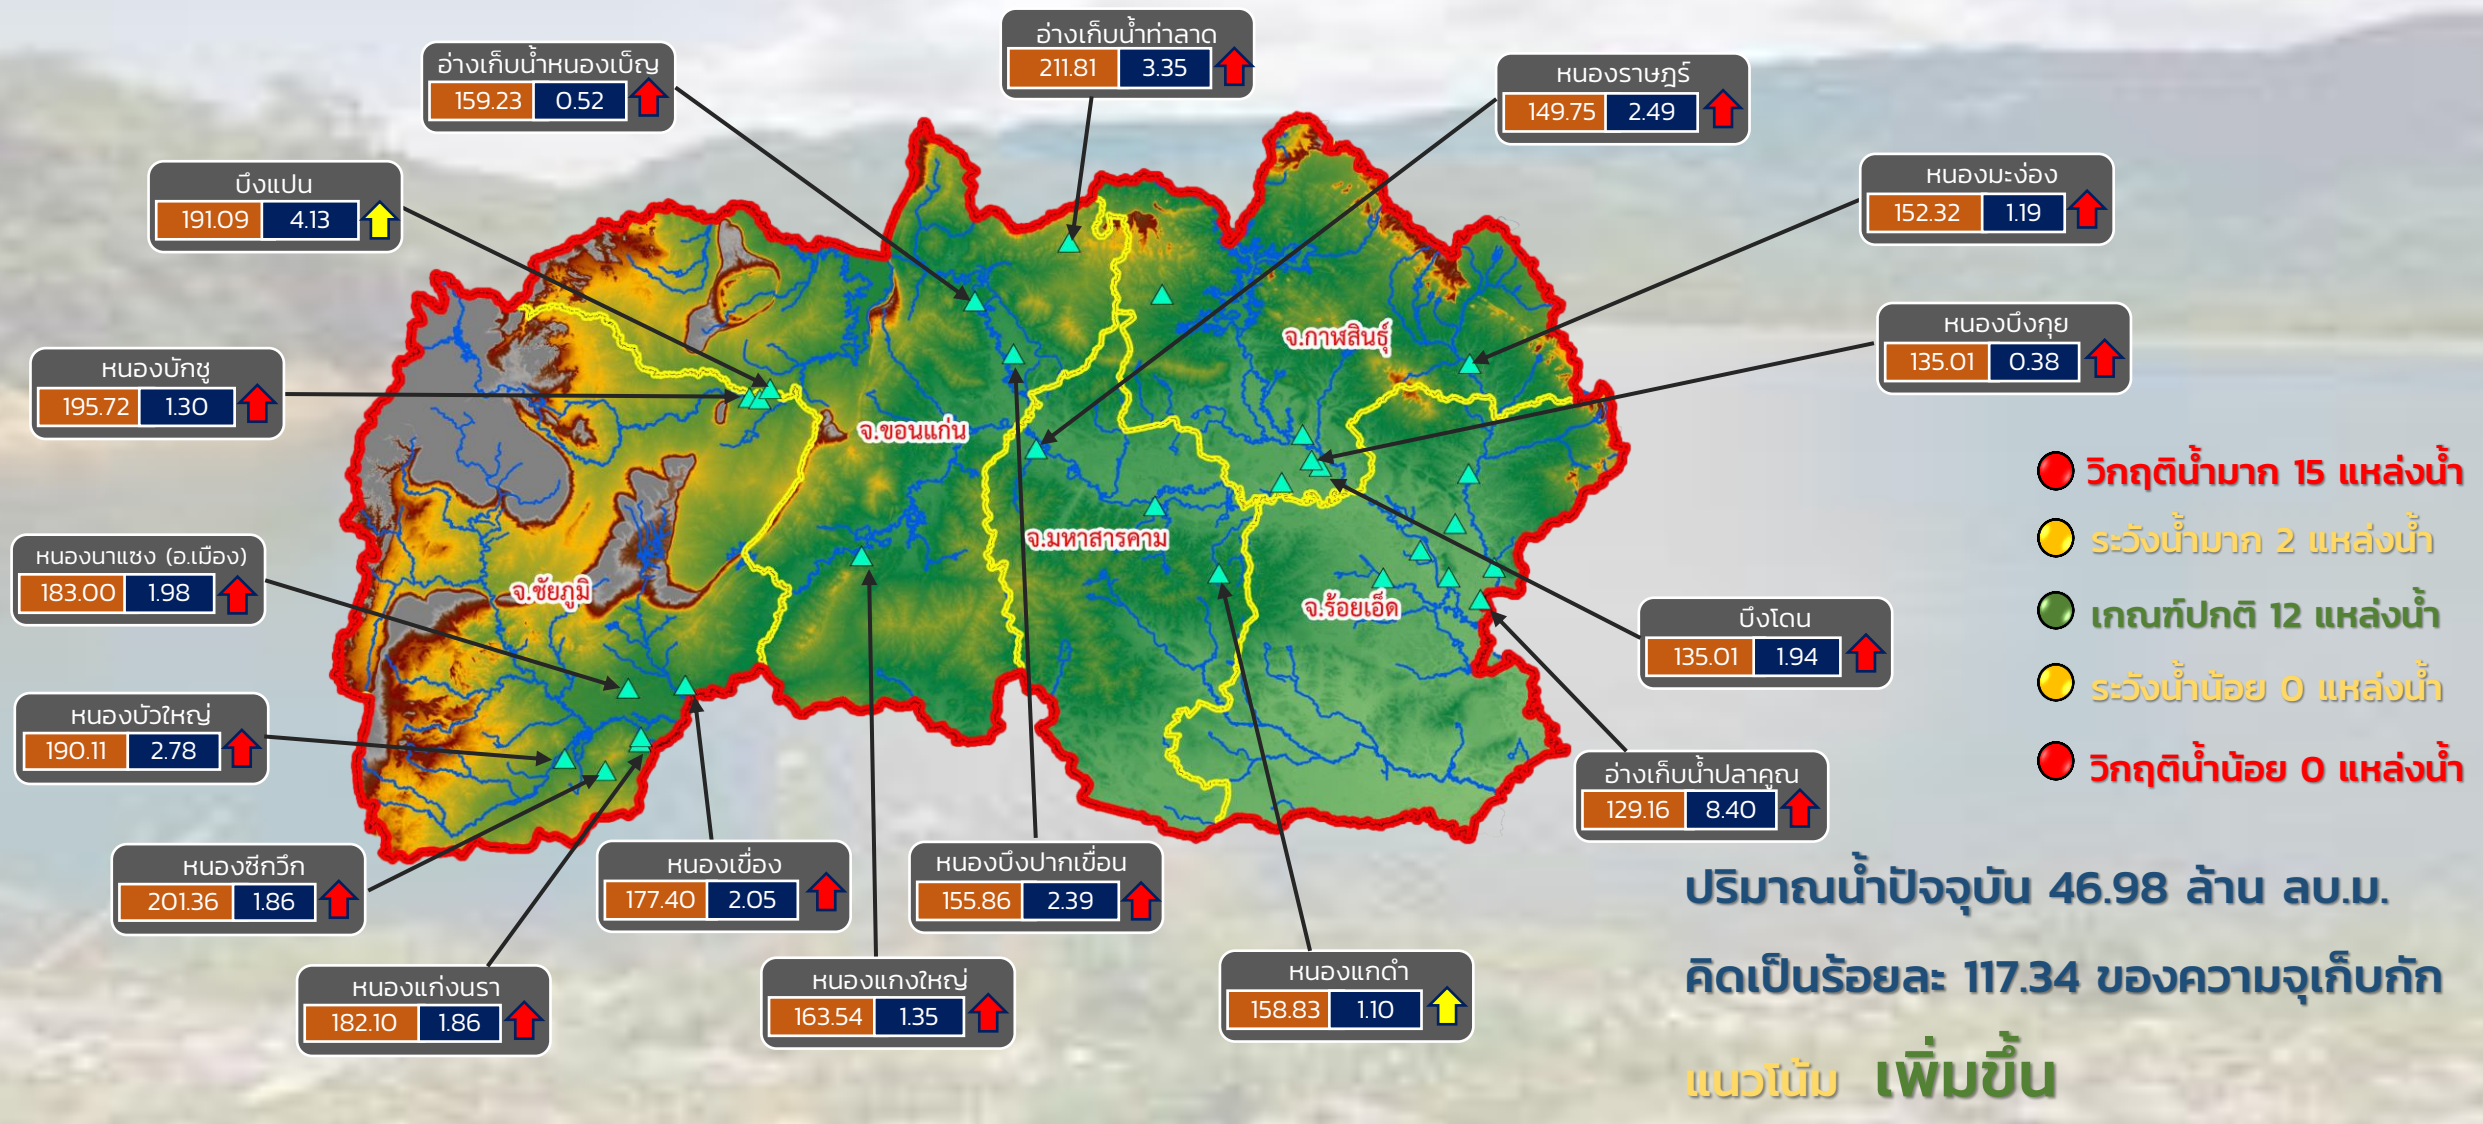 อ่างเก็บน้ำท่าลาด
211.81 3.35
อ่างเก็บน้ำหนองเบ็ญ
159.23 0.52
หนองราษฎร์
149.75 2.49
บึงแปน
191.09 4.13
หนองมะง่อง
152.32 1.19
หนองบึงกุย
135.01 0.38
หนองบักชู
195.72 1.30
จ.กาฬสินธุ์
จ.ขอนแก่น
จ.มหาสารคาม
จ.ชัยภูมิ
จ.ร้อยเอ็ด
วิกฤติน้ำมาก 15 แหล่งน้ำ
ระวังน้ำมาก 2 แหล่งน้ำ
เกณฑ์ปกติ 12 แหล่งน้ำ
ระวังน้ำน้อย 0 แหล่งน้ำ
วิกฤติน้ำน้อย 0 แหล่งน้ำ
หนองนาแซง (อ.เมือง)
183.00 1.98
บึงโดน
135.01 1.94
หนองบัวใหญ่
190.11 2.78
อ่างเก็บน้ำปลาคูณ
129.16 8.40
หนองซีกวึก
201.36 1.86
หนองเขื่อง
177.40 2.05
หนองบึงปากเขื่อน
155.86 2.39
หนองแก่งนรา
182.10 1.86
หนองแกงใหญ่
163.54 1.35
หนองแกดำ
158.83 1.10
ปริมาณน้ำปัจจุบัน 46.98 ล้าน ลบ.ม.
คิดเป็นร้อยละ 117.34 ของความจุเก็บกัก
แนวโน้ม เพิ่มขึ้น